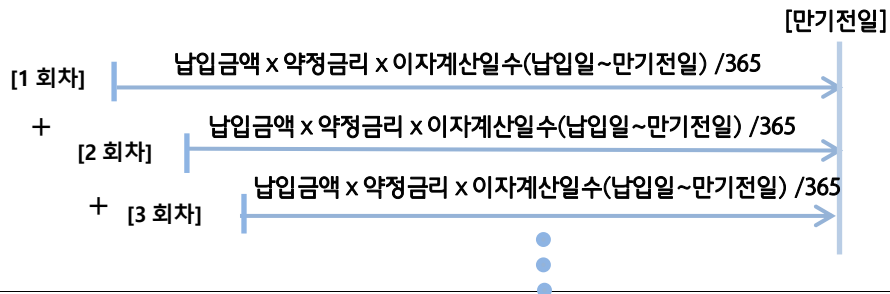 [만기전일]
납입금액 x 약정금리 x 이자계산일수(납입일~만기전일) /365
[1 회차]
+
납입금액 x 약정금리 x 이자계산일수(납입일~만기전일) /365
[2 회차]
납입금액 x 약정금리 x 이자계산일수(납입일~만기전일) /365
+ [3 회차]